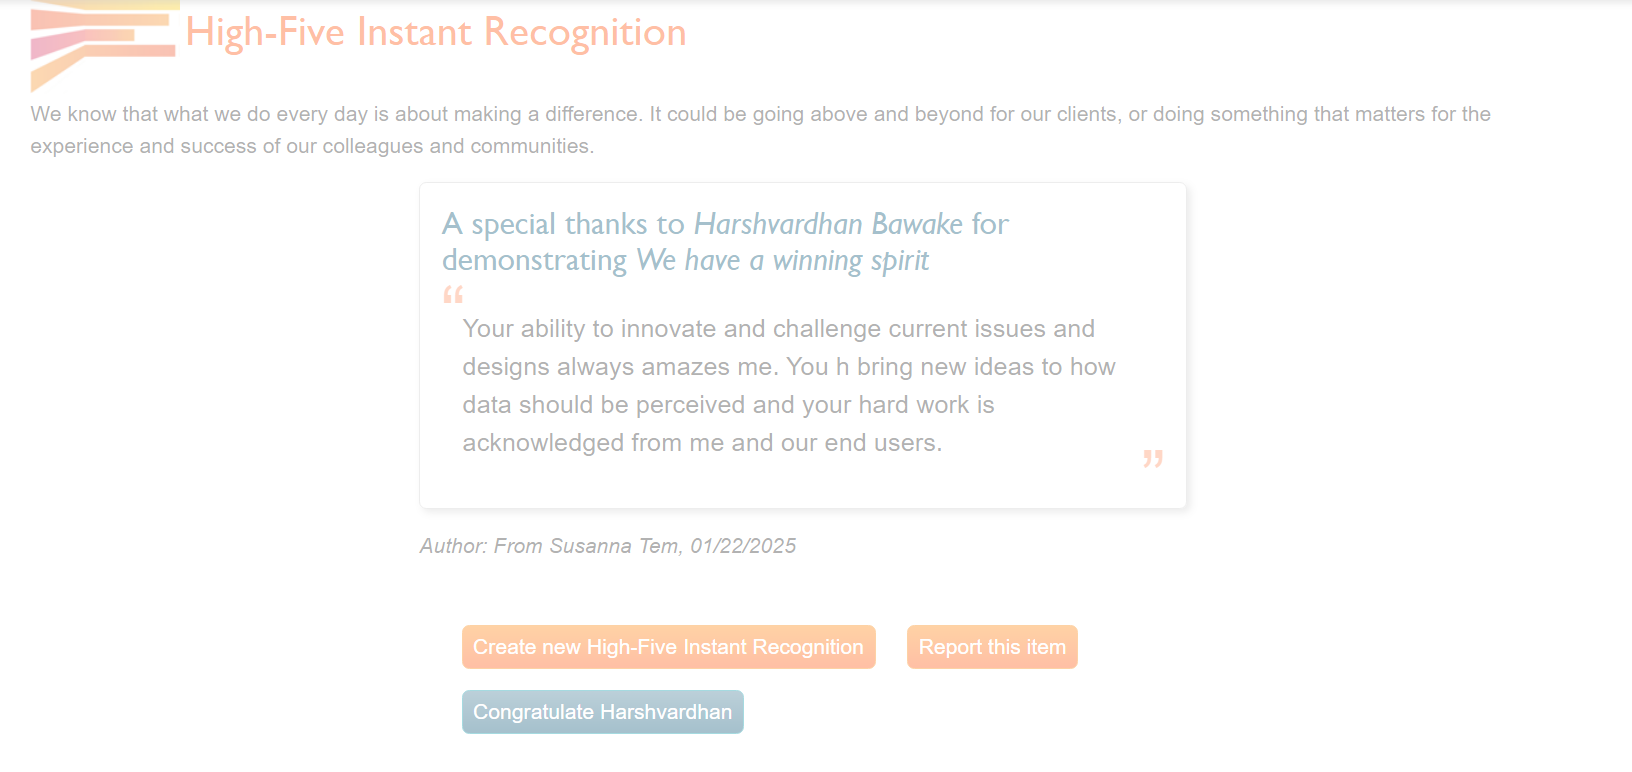 High-Five Instant Recognition
We know that what we do every day is about making a difference. It could be going above and beyond for our clients, or doing something that matters for the
experience and success of our colleagues and communities.
A special thanks to Harshvardhan Bawake for
demonstrating We have a winning spirit
“
Your ability to innovate and challenge current issues and
designs always amazes me. You h bring new ideas to how
data should be perceived and your hard work is
acknowledged from me and our end users.
”
Author: From Susanna Tem, 01/22/2025
Create new High-Five Instant Recognition
Report this item
Congratulate Harshvardhan